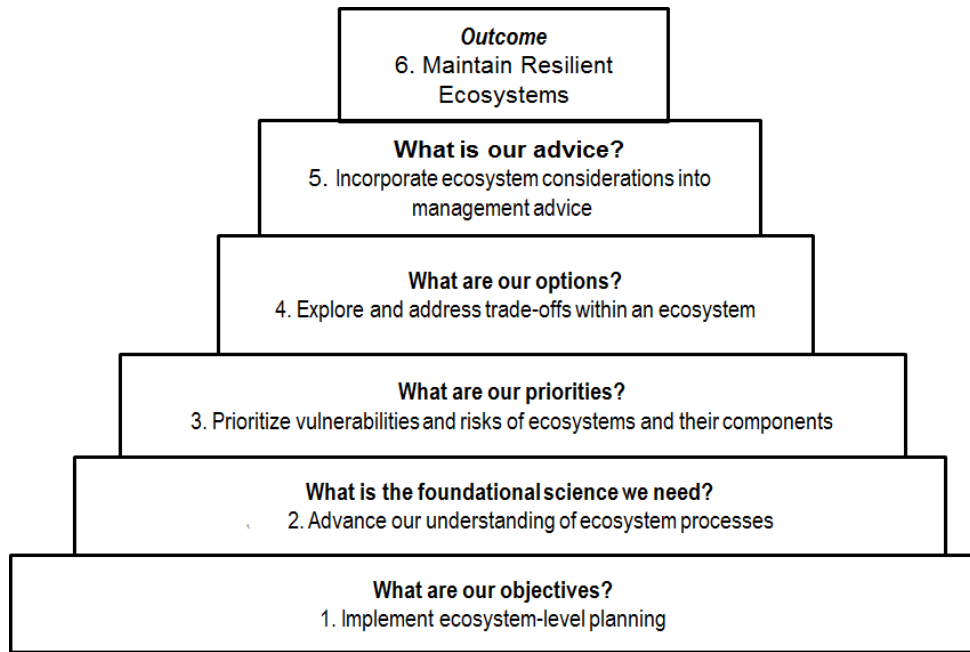 Outcome
6. Maintain Resilient
Ecosystems
What is our advice?
5. Incorporate ecosystem considerations into
management advice
What are our options?
4. Explore and address trade-offs within an ecosystem
What are our priorities?
3. Prioritize vulnerabilities and risks of ecosystems and their components
What is the foundational science we need?
2. Advance our understanding of ecosystem processes
What are our objectives?
1. Implement ecosystem-level planning